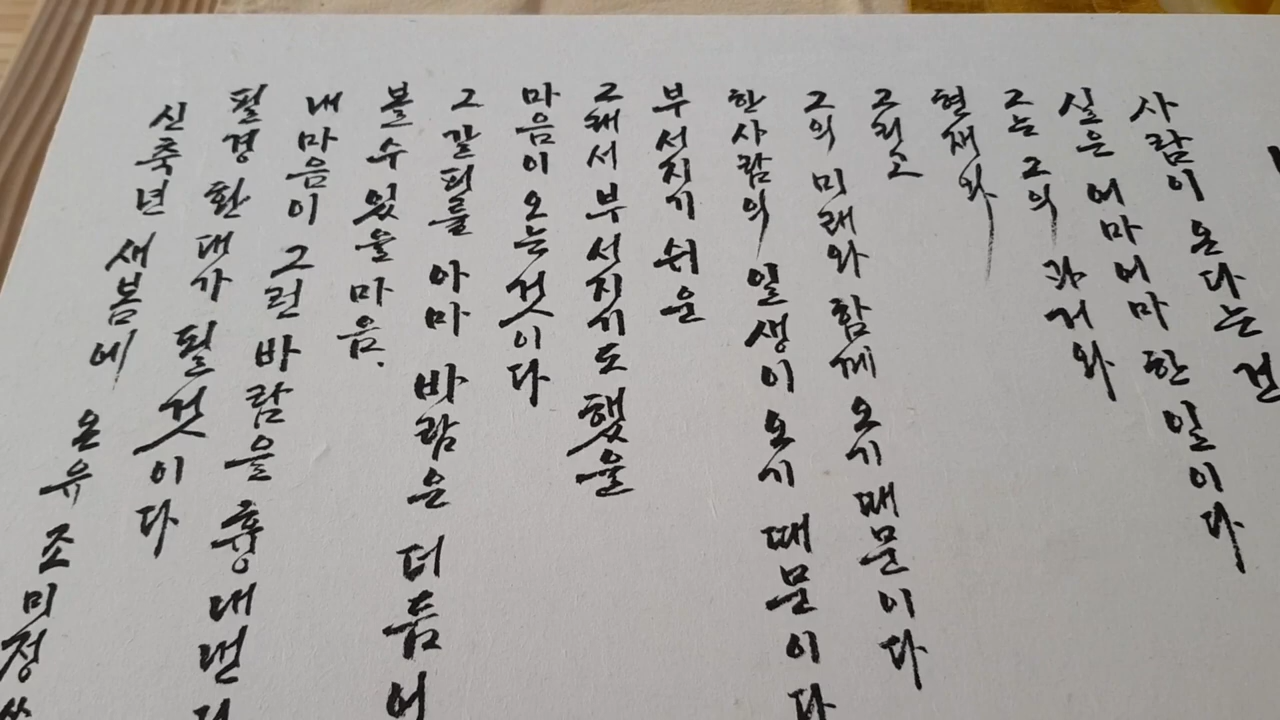 사람이 온다는 건
실은 어마어마한 일이다
그는 그의 과거와
현재와
그리고
그의 미래와 함께 오기 때문이다
한 사람의 일생이 오기 때문이다
부서지기 쉬운
그래서 부서지기도 했을
마음이 오는 것이다
그 갈피를 아마 바람은 더듬어
볼 수 있을 마음.
내 마음이 그런 바람을 흉내낸
필경 환대가 될 것이다
신축년 새봄에 온유 조미정